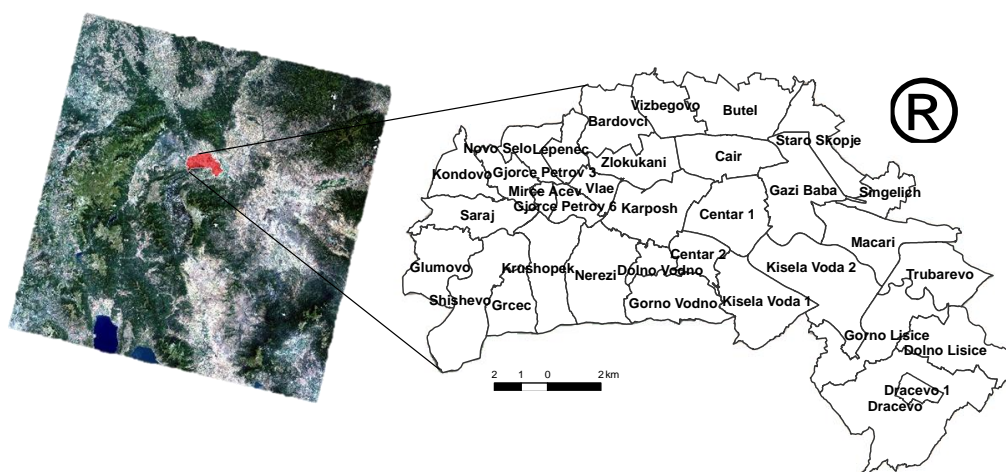 ®
Vizbegovo
Butel
Bardovci
Staro Skopje
Novo Selo
Lepenec
Cair
Zlokukani
Kondovo
Gjorce Petrov 3
Mirce Acev
Vlae
Gazi Baba
Singelich
Gjorce Petrov 6
Karposh
Saraj
Centar 1
Macari
Centar 2
Glumovo
Krushopek
Nerezi
Dolno Vodno
Kisela Voda 2
Trubarevo
Shishevo
Grcec
Gorno Vodno
Kisela Voda 1
Gorno Lisice
Dolno Lisice
2 1 0 2 km
Dracevo 1
Dracevo